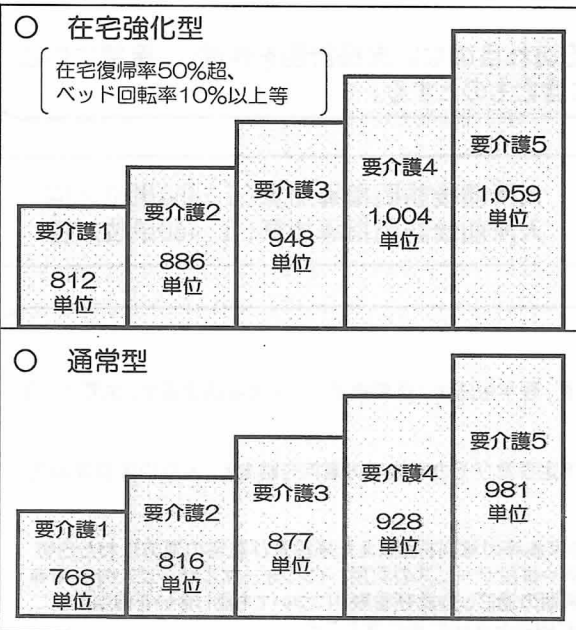 ○ 在宅強化型
在宅復帰率50%超、
ベッド回転率10%以上等
要介護1
812
単位
要介護2
886
単位
要介護3
948
単位
要介護4
1,004
単位
要介護5
1,059
単位
○ 通常型
要介護1
768
単位
要介護2
816
単位
要介護3
877
単位
要介護4
928
単位
要介護5
981
単位